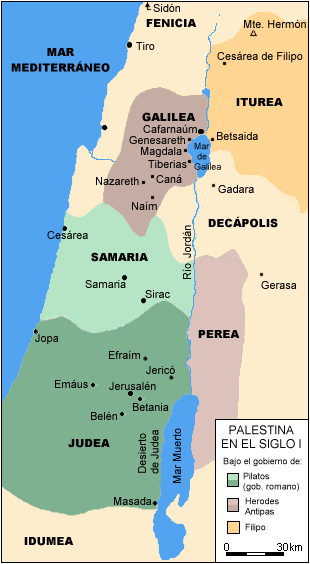 FENICIA
Sidón
Mte. Hermón
MAR
MEDITERRÁNEO
Tiro
Cesárea de Filipo
ITUREA
GALILEA
Cafarnaúm
Genesareth
Betsaida
Magdala
Mar
de
Galilea
Tiberias
Caná
Nazareth
Gadara
Naím
DECÁPOLIS
Cesárea
Río Jordán
SAMARIA
Samaria
Sirac
Gerasa
Jopa
PEREA
Efraím
Jericó
Emáus
Jerusalén
Betania
Belén
JUDEA
Desierto
de Judea
Mar Muerto
Masada
IDUMEA
PALESTINA
EN EL SIGLO I
Bajo el gobierno de:
Pilatos
(gob. romano)
Herodes
Antipas
Filipo
0 30km